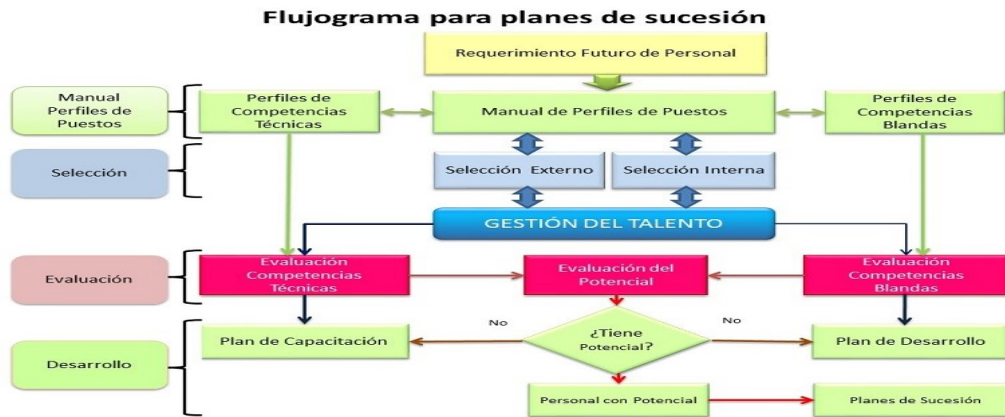 Flujograma para planes de sucesión
Requerimiento Futuro de Personal
Manual
Perfiles de
Puestos
Perfiles de
Competencias
Técnicas
Manual de Perfiles de Puestos
Perfiles de
Competencias
Blandas
Selección
Selección Externo
Selección Interna
GESTIÓN DEL TALENTO
Evaluación
Evaluación
Competencias
Técnicas
Evaluación del
Potencial
Evaluación
Competencias
Blandas
No
No
Plan de Capacitación
¿Tiene
Potencial?
Plan de Desarrollo
Desarrollo
Personal con Potencial
Planes de Sucesión